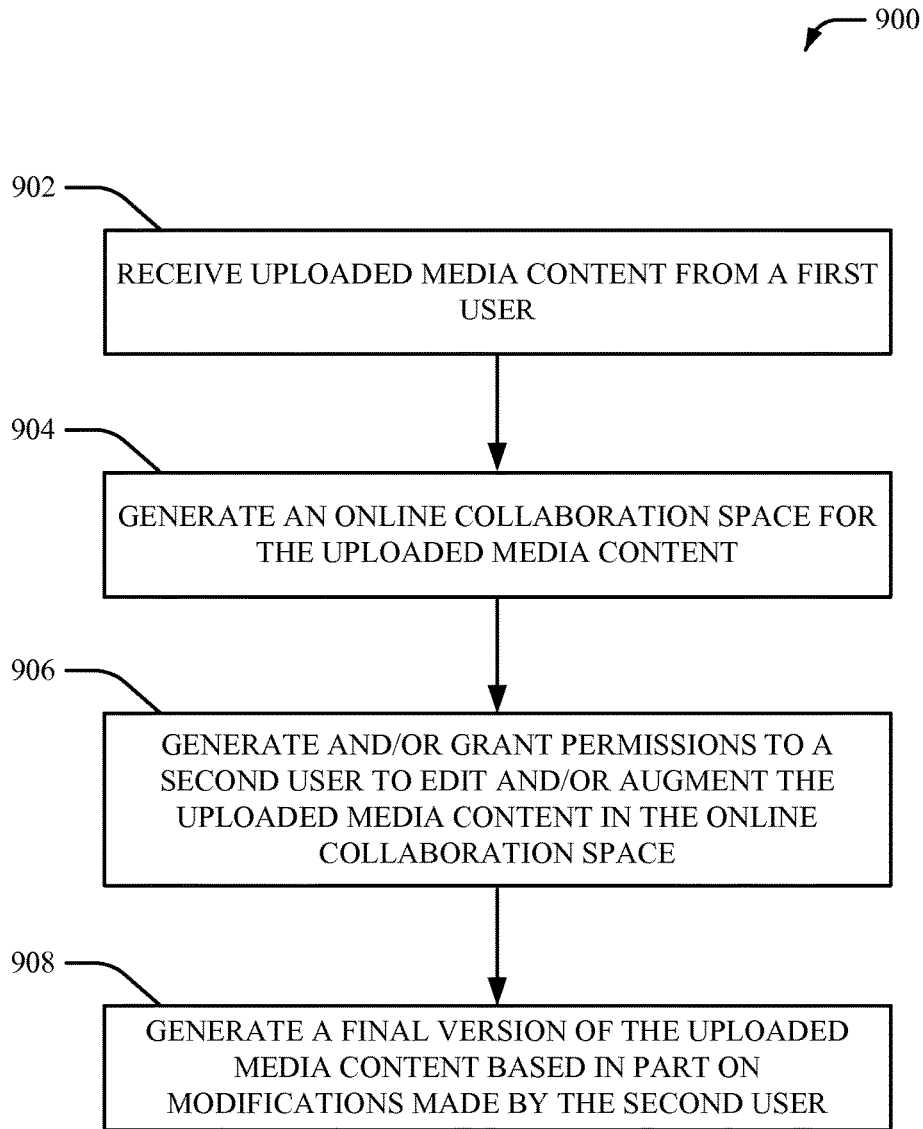 900
902
RECEIVE UPLOADED MEDIA CONTENT FROM A FIRST
USER
904
GENERATE AN ONLINE COLLABORATION SPACE FOR
THE UPLOADED MEDIA CONTENT
906
GENERATE AND/OR GRANT PERMISSIONS TO A
SECOND USER TO EDIT AND/OR AUGMENT THE
UPLOADED MEDIA CONTENT IN THE ONLINE
COLLABORATION SPACE
908
GENERATE A FINAL VERSION OF THE UPLOADED
MEDIA CONTENT BASED IN PART ON
MODIFICATIONS MADE BY THE SECOND USER